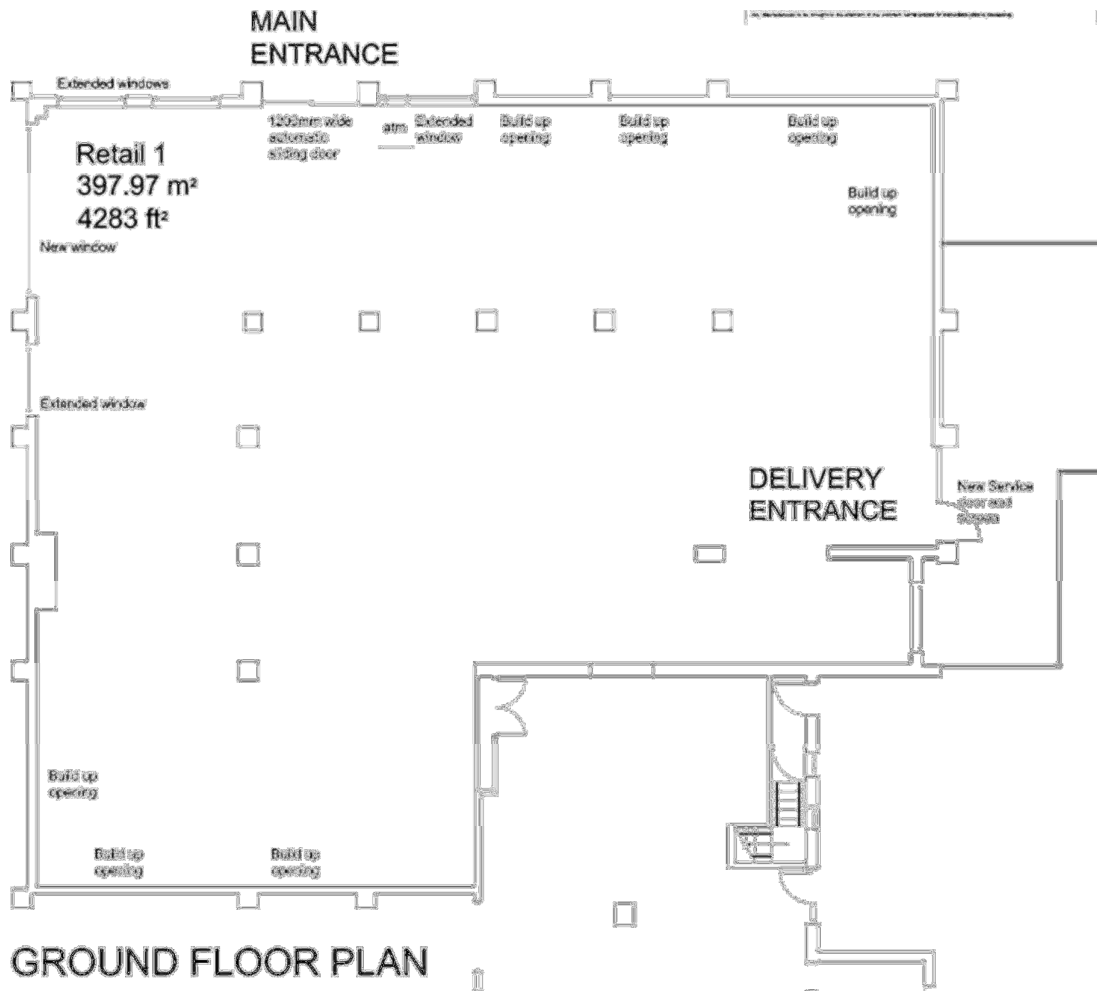 MAIN
ENTRANCE
Extended windows
1200mm wide
automatic
sliding door
atm
Extended
window
Build up
opening
Build up
opening
Build up
opening
Retail 1
397.97 m²
4283 ft²
Build up
opening
New window
Extended window
DELIVERY
ENTRANCE
New Service
door and
screen
Build up
opening
Build up
opening
Build up
opening
GROUND FLOOR PLAN